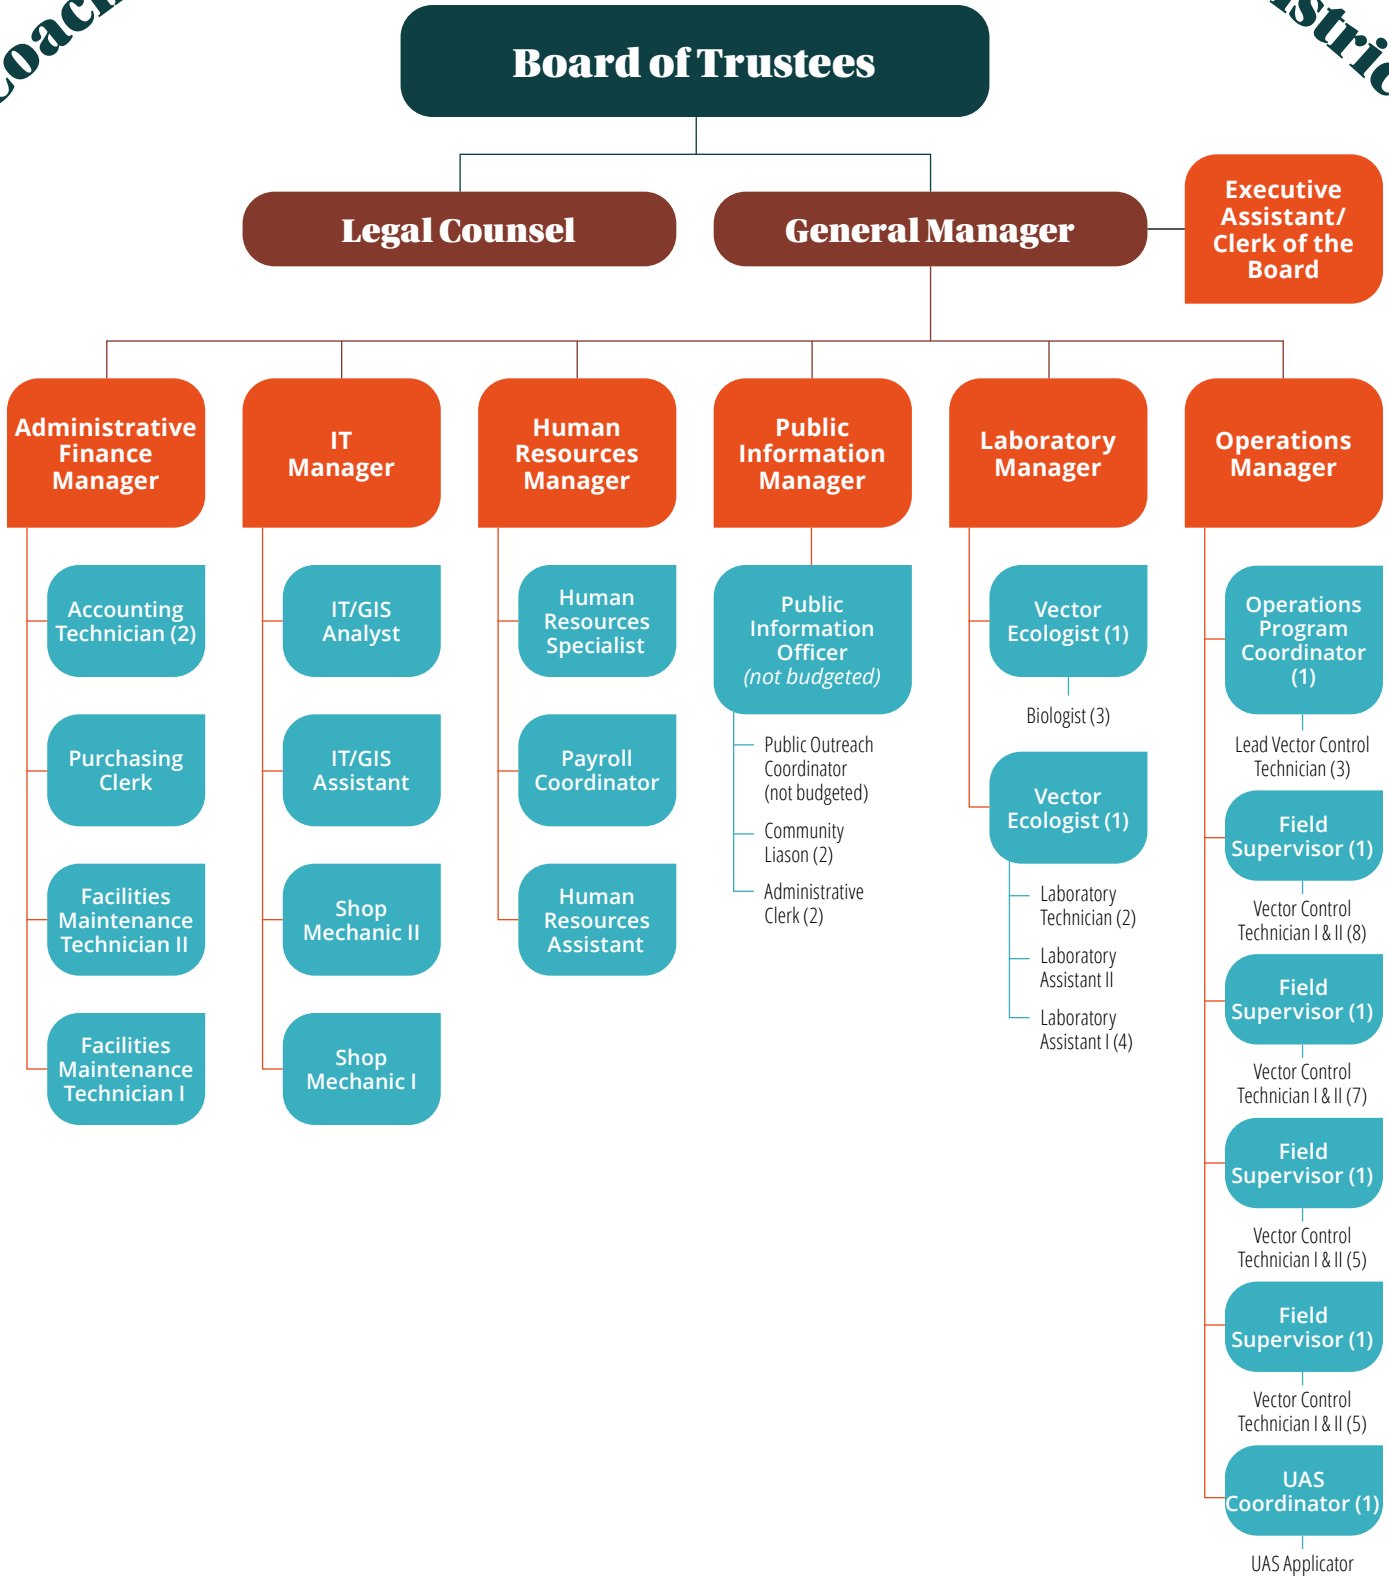 Board of Trustees
Legal Counsel
General Manager
Executive
Assistant/
Clerk of the
Board
Administrative
Finance
Manager
IT
Manager
Human
Resources
Manager
Public
Information
Manager
Laboratory
Manager
Operations
Manager
Accounting
Technician (2)
Purchasing
Clerk
Facilities
Maintenance
Technician II
Facilities
Maintenance
Technician I
IT/GIS
Analyst
IT/GIS
Assistant
Shop
Mechanic II
Shop
Mechanic I
Human
Resources
Specialist
Payroll
Coordinator
Human
Resources
Assistant
Public
Information
Officer
(not budgeted)
Public Outreach
Coordinator
(not budgeted)
Community
Liason (2)
Administrative
Clerk (2)
Vector
Ecologist (1)
Biologist (3)
Vector
Ecologist (1)
Laboratory
Technician (2)
Laboratory
Assistant II
Laboratory
Assistant I (4)
Operations
Program
Coordinator
(1)
Lead Vector Control
Technician (3)
Field
Supervisor (1)
Vector Control
Technician I & II (8)
Field
Supervisor (1)
Vector Control
Technician I & II (7)
Field
Supervisor (1)
Vector Control
Technician I & II (5)
Field
Supervisor (1)
Vector Control
Technician I & II (5)
UAS
Coordinator (1)
UAS Applicator